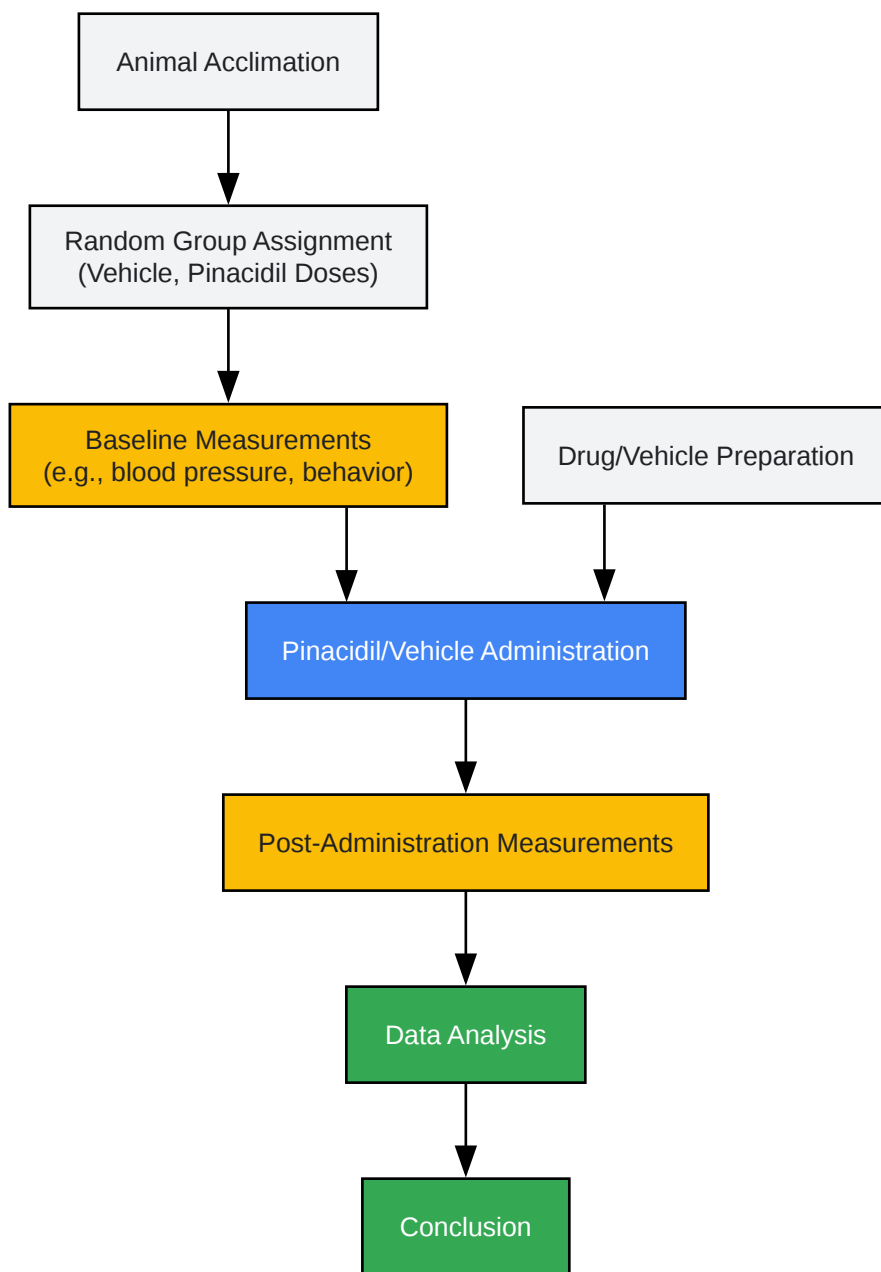 Animal Acclimation
Random Group Assignment
(Vehicle, Pinacidil Doses)
Baseline Measurements
(e.g., blood pressure, behavior)
Drug/Vehicle Preparation
Pinacidil/Vehicle Administration
Post-Administration Measurements
Data Analysis
Conclusion